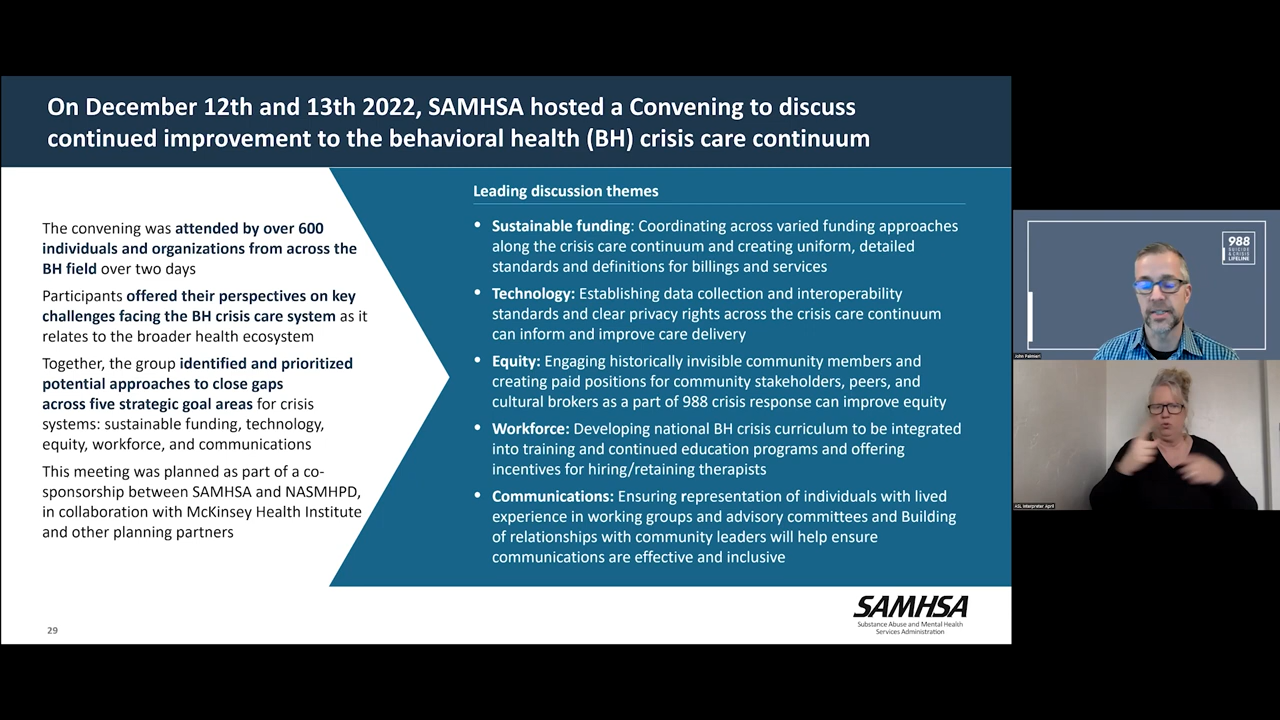 On December 12th and 13th 2022, SAMHSA hosted a Convening to discuss
continued improvement to the behavioral health (BH) crisis care continuum
The convening was attended by over 600
individuals and organizations from across the
BH field over two days
Participants offered their perspectives on key
challenges facing the BH crisis care system as it
relates to the broader health ecosystem
Together, the group identified and prioritized
potential approaches to close gaps
across five strategic goal areas for crisis
systems: sustainable funding, technology,
equity, workforce, and communications
This meeting was planned as part of a co-
sponsorship between SAMHSA and NASMHPD,
in collaboration with McKinsey Health Institute
and other planning partners
Leading discussion themes
• Sustainable funding: Coordinating across varied funding approaches
along the crisis care continuum and creating uniform, detailed
standards and definitions for billings and services
• Technology: Establishing data collection and interoperability
standards and clear privacy rights across the crisis care continuum
can inform and improve care delivery
• Equity: Engaging historically invisible community members and
creating paid positions for community stakeholders, peers, and
cultural brokers as a part of 988 crisis response can improve equity
• Workforce: Developing national BH crisis curriculum to be integrated
into training and continued education programs and offering
incentives for hiring/retaining therapists
• Communications: Ensuring representation of individuals with lived
experience in working groups and advisory committees and Building
of relationships with community leaders will help ensure
communications are effective and inclusive
29
SAMHSA
Substance Abuse and Mental Health
Services Administration
988
SUICIDE
& CRISIS
LIFELINE
John Palmieri
ASL Interpreter April